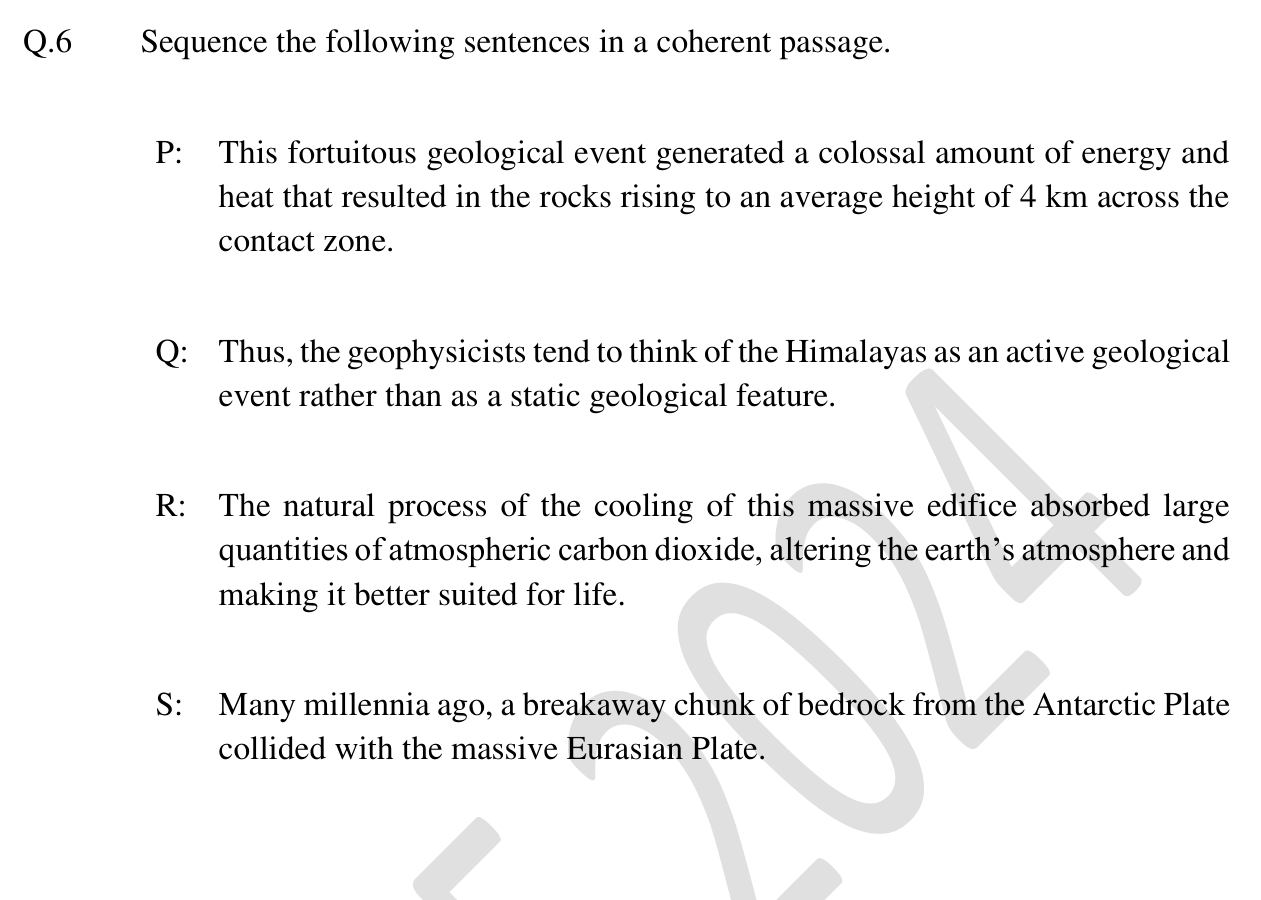 Q.6 Sequence the following sentences in a coherent passage.
P: This fortuitous geological event generated a colossal amount of energy and
heat that resulted in the rocks rising to an average height of 4 km across the
contact zone.
Q: Thus, the geophysicists tend to think of the Himalayas as an active geological
event rather than as a static geological feature.
R: The natural process of the cooling of this massive edifice absorbed large
quantities of atmospheric carbon dioxide, altering the earth's atmosphere and
making it better suited for life.
S: Many millennia ago, a breakaway chunk of bedrock from the Antarctic Plate
collided with the massive Eurasian Plate.
2024